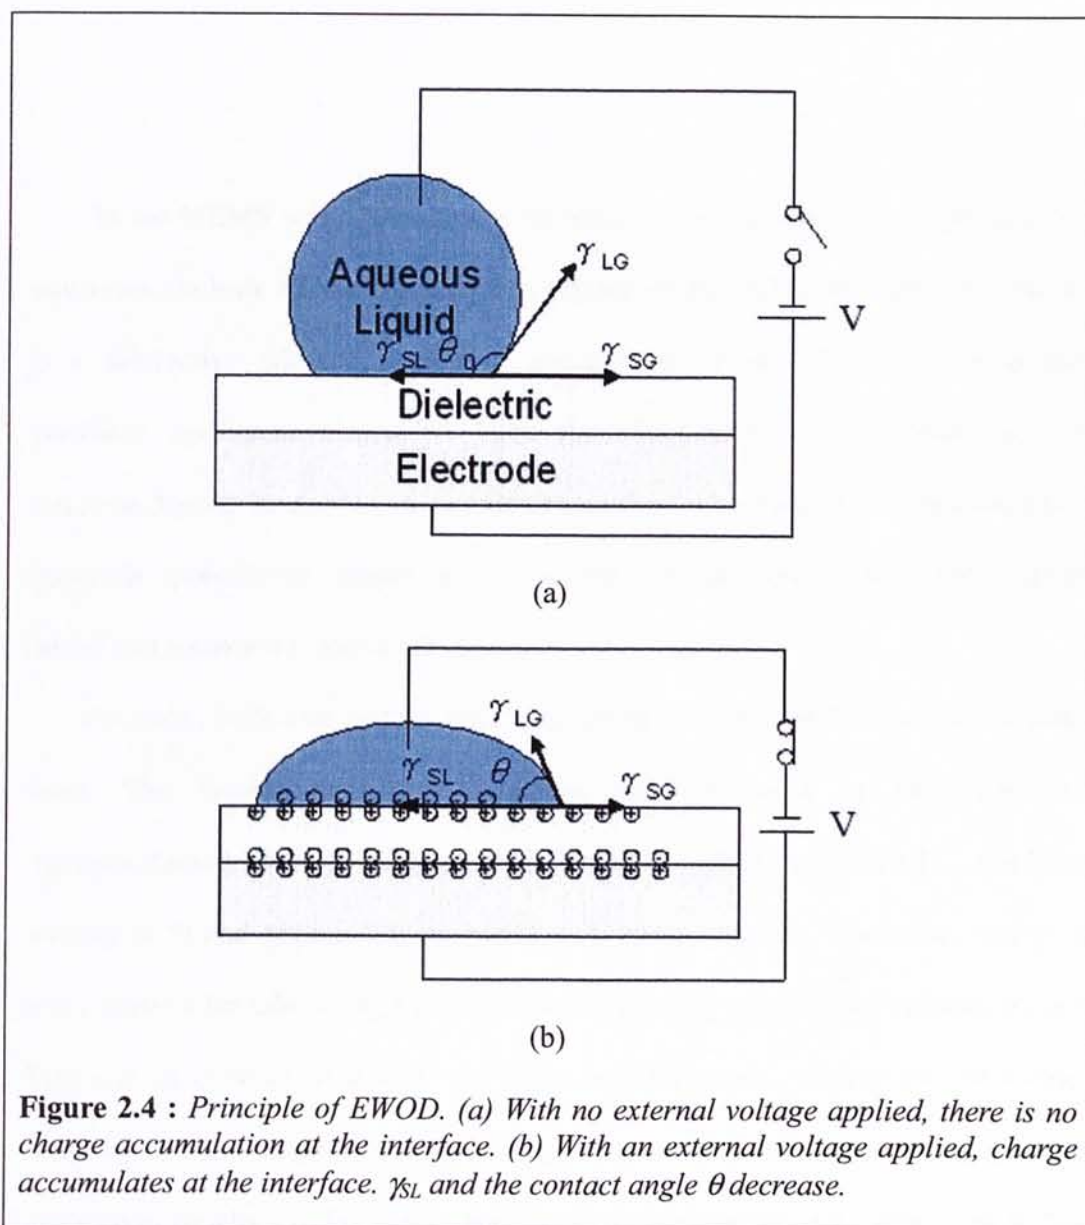 γ LG
Aqueous
Liquid
V
γ SL θ 0 γ SG
Dielectric
Electrode
(a)
γ LG
γ SL θ γ SG
V
(b)
Figure 2.4 : Principle of EWOD. (a) With no external voltage applied, there is no
charge accumulation at the interface. (b) With an external voltage applied, charge
accumulates at the interface. γSL and the contact angle θ decrease.